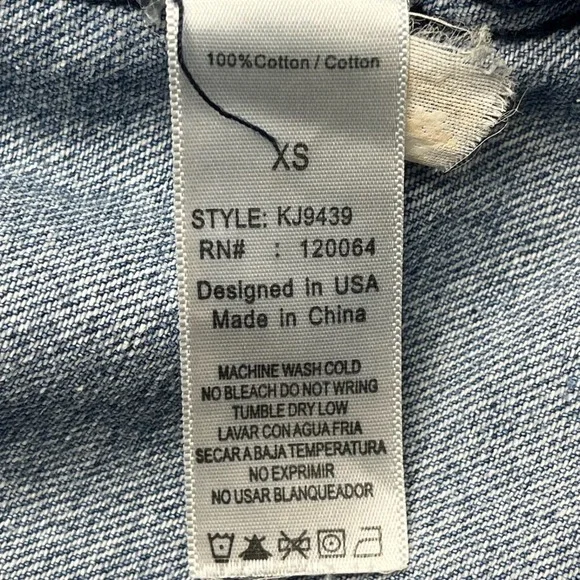 100%Cotton / Cotton
XS
STYLE: KJ9439
RN# : 120064
Designed in USA
Made in China
MACHINE WASH COLD
NO BLEACH DO NOT WRING
TUMBLE DRY LOW
LAVAR CON AGUA FRIA
SECAR A BAJA TEMPERATURA
NO EXPRIMIR
NO USAR BLANQUEADOR